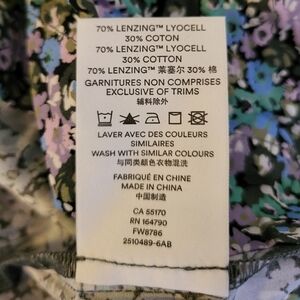 70% LENZING™ LYOCELL
30% COTON
70% LENZING™ LYOCELL
30% COTTON
70% LENZING™ 莱赛尔 30% 棉
GARNITURES NON COMPRISES
EXCLUSIVE OF TRIMS
辅料除外
LAVER AVEC DES COULEURS
SIMILAIRES
WASH WITH SIMILAR COLOURS
与同类颜色衣物混洗
FABRIQUÉ EN CHINE
MADE IN CHINA
中国制造
CA 55170
RN 164790
FW8786
2510489-6AB